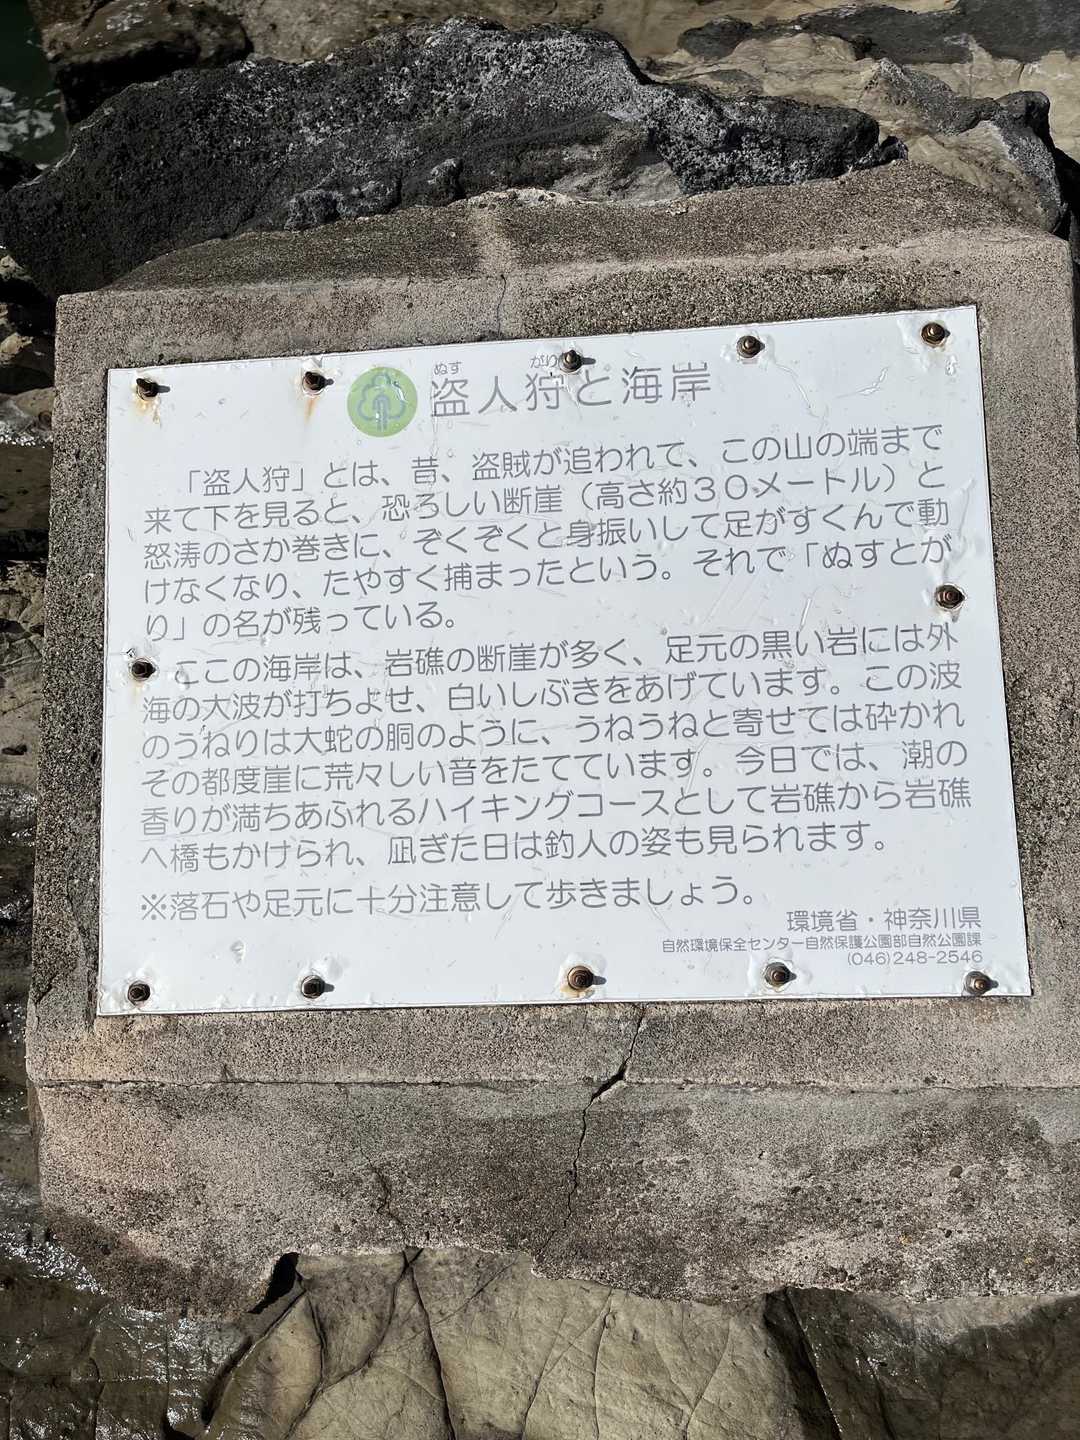 ぬす がり
盗人狩と海岸
「盗人狩」とは、昔、盗賊が追われて、この山の端まで
来て下を見ると、恐ろしい断崖（高さ約３０メートル）と
怒涛のさか巻きに、ぞくぞくと身振いして足がすくんで動
けなくなり、たやすく捕まったという。それで「ぬすとが
り」の名が残っている。
ここの海岸は、岩礁の断崖が多く、足元の黒い岩には外
海の大波が打ちよせ、白いしぶきをあげています。この波
のうねりは大蛇の胴のように、うねうねと寄せては砕かれ
その都度崖に荒々しい音をたてています。今日では、潮の
香りが満ちあふれるハイキングコースとして岩礁から岩礁
へ橋もかけられ、凪ぎた日は釣人の姿も見られます。
※落石や足元に十分注意して歩きましょう。
環境省・神奈川県
自然環境保全センター自然保護公園部自然公園課
(046)248-2546